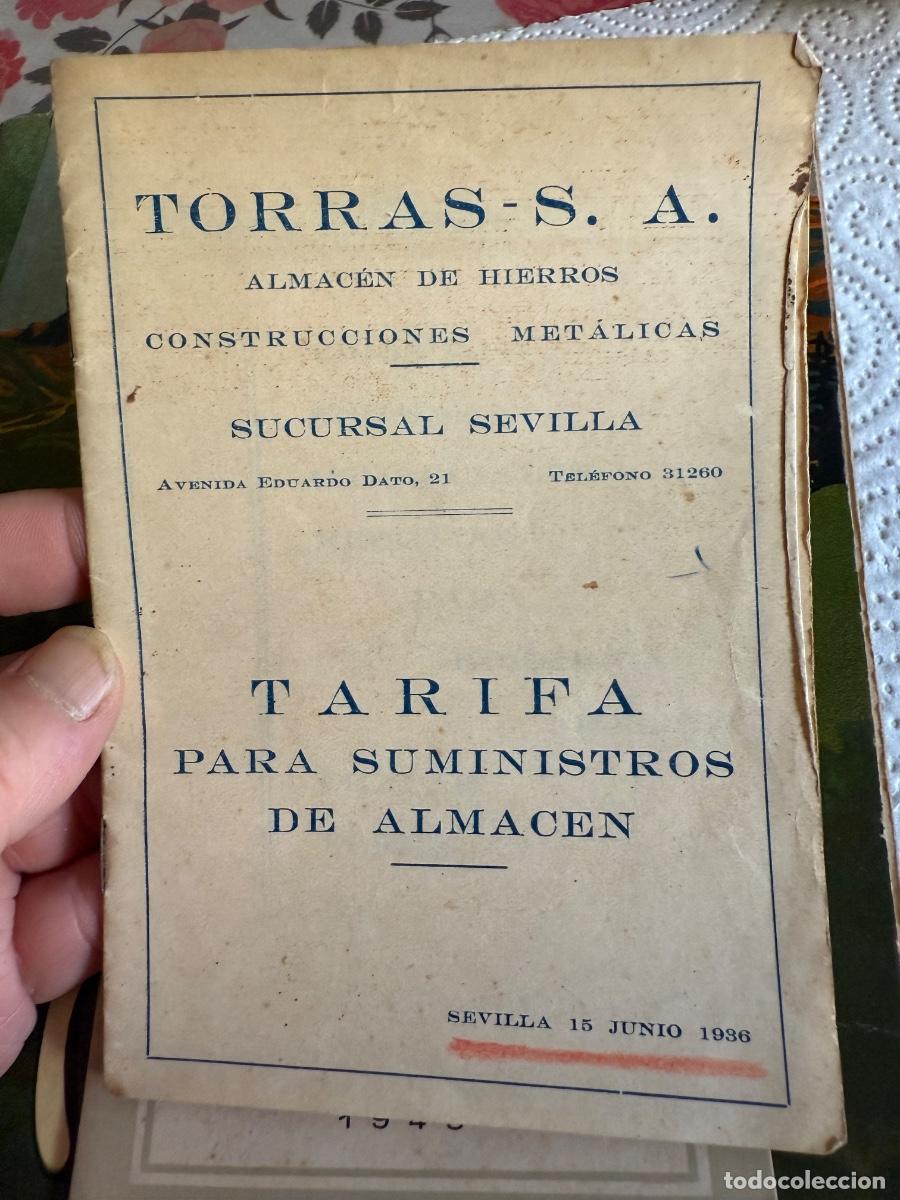 TORRAS - S. A.
ALMACÉN DE HIERROS
CONSTRUCCIONES METÁLICAS
SUCURSAL SEVILLA
AVENIDA EDUARDO DATO, 21 TELÉFONO 31260
TARIFA
PARA SUMINISTROS
DE ALMACEN
SEVILLA 15 JUNIO 1936
todocoleccion